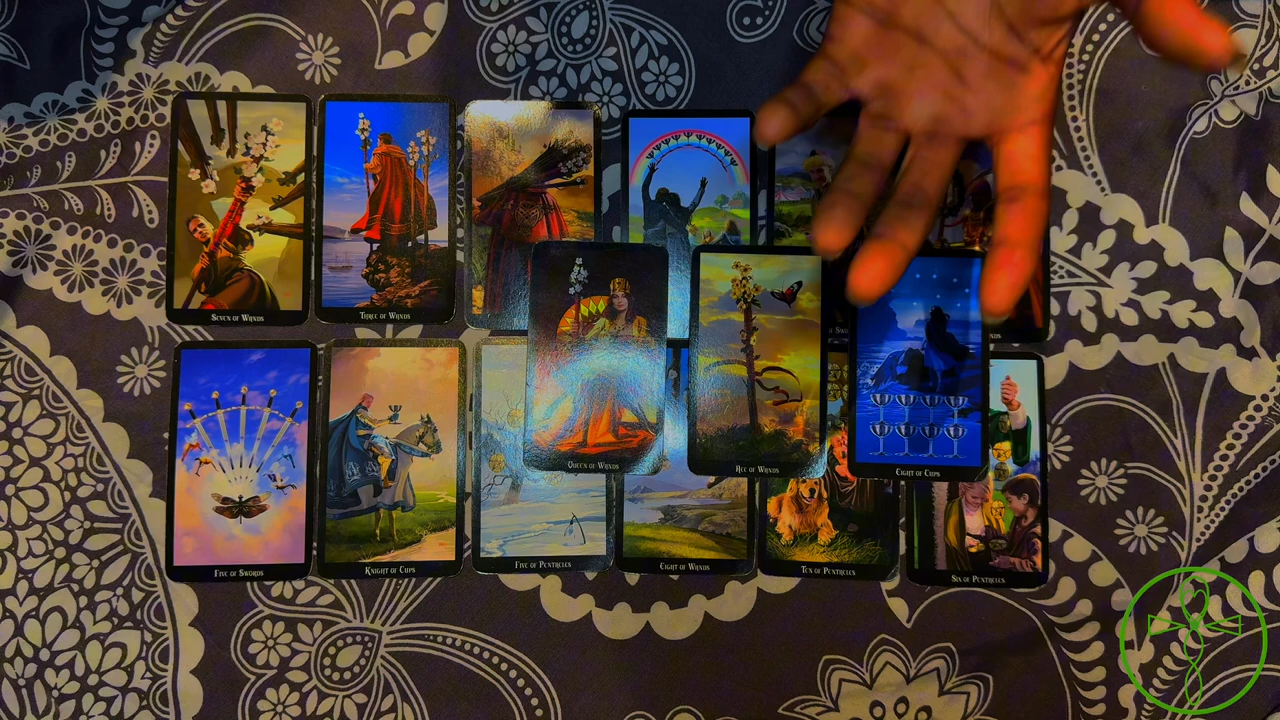 Seven of Wands
Three of Wands
Queen of Wands
Ace of Wands
Eight of Cups
Five of Swords
Knight of Cups
Five of Pentacles
Eight of Wands
Ten of Pentacles
Six of Pentacles